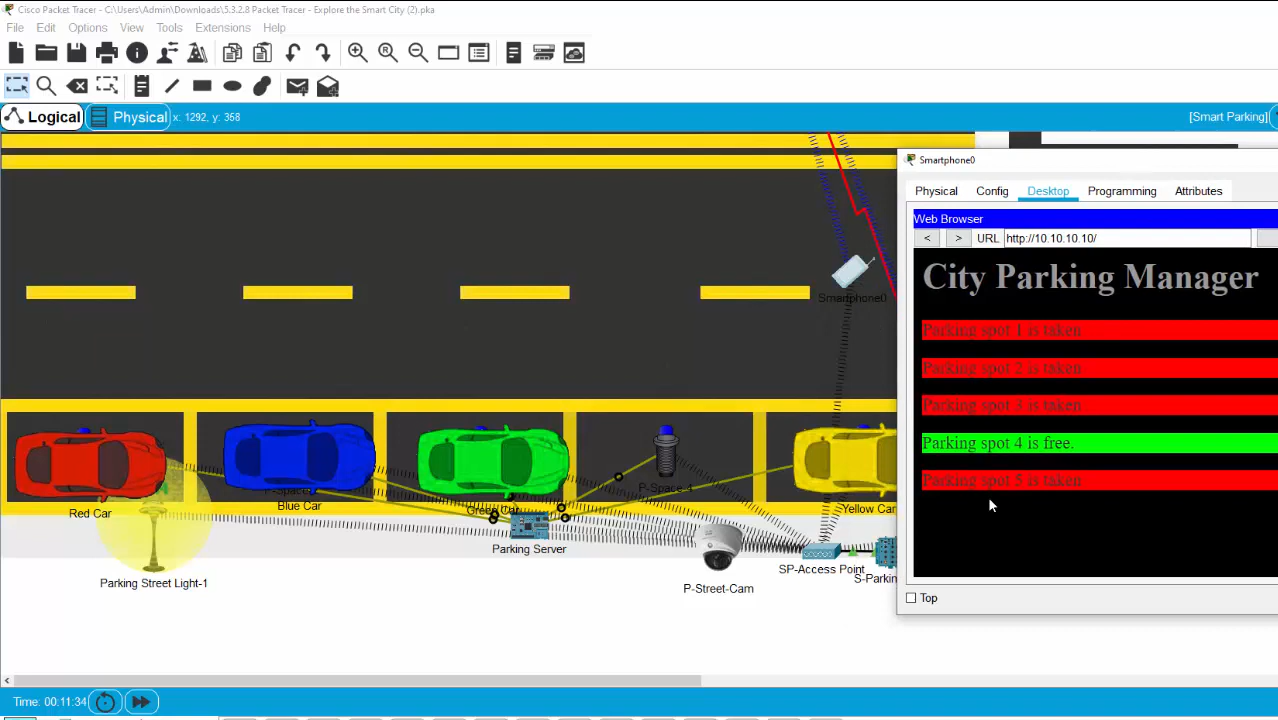 Cisco Packet Tracer - C:\Users\Admin\Downloads\5.3.2.8 Packet Tracer - Explore the Smart City (2).pka
File Edit Options View Tools Extensions Help
Logical Physical x: 1292, y: 358 [Smart Parking]
Smartphone0
Physical Config Desktop Programming Attributes
Web Browser
< > URL http://10.10.10.10/
City Parking Manager
Parking spot 1 is taken
Parking spot 2 is taken
Parking spot 3 is taken
Parking spot 4 is free.
Parking spot 5 is taken
Top
Smartphone0
Red Car
Blue Car
Green Car
P-Space-4
Yellow Car
Parking Server
Parking Street Light-1
P-Street-Cam
SP-Access Point
Time: 00:11:34